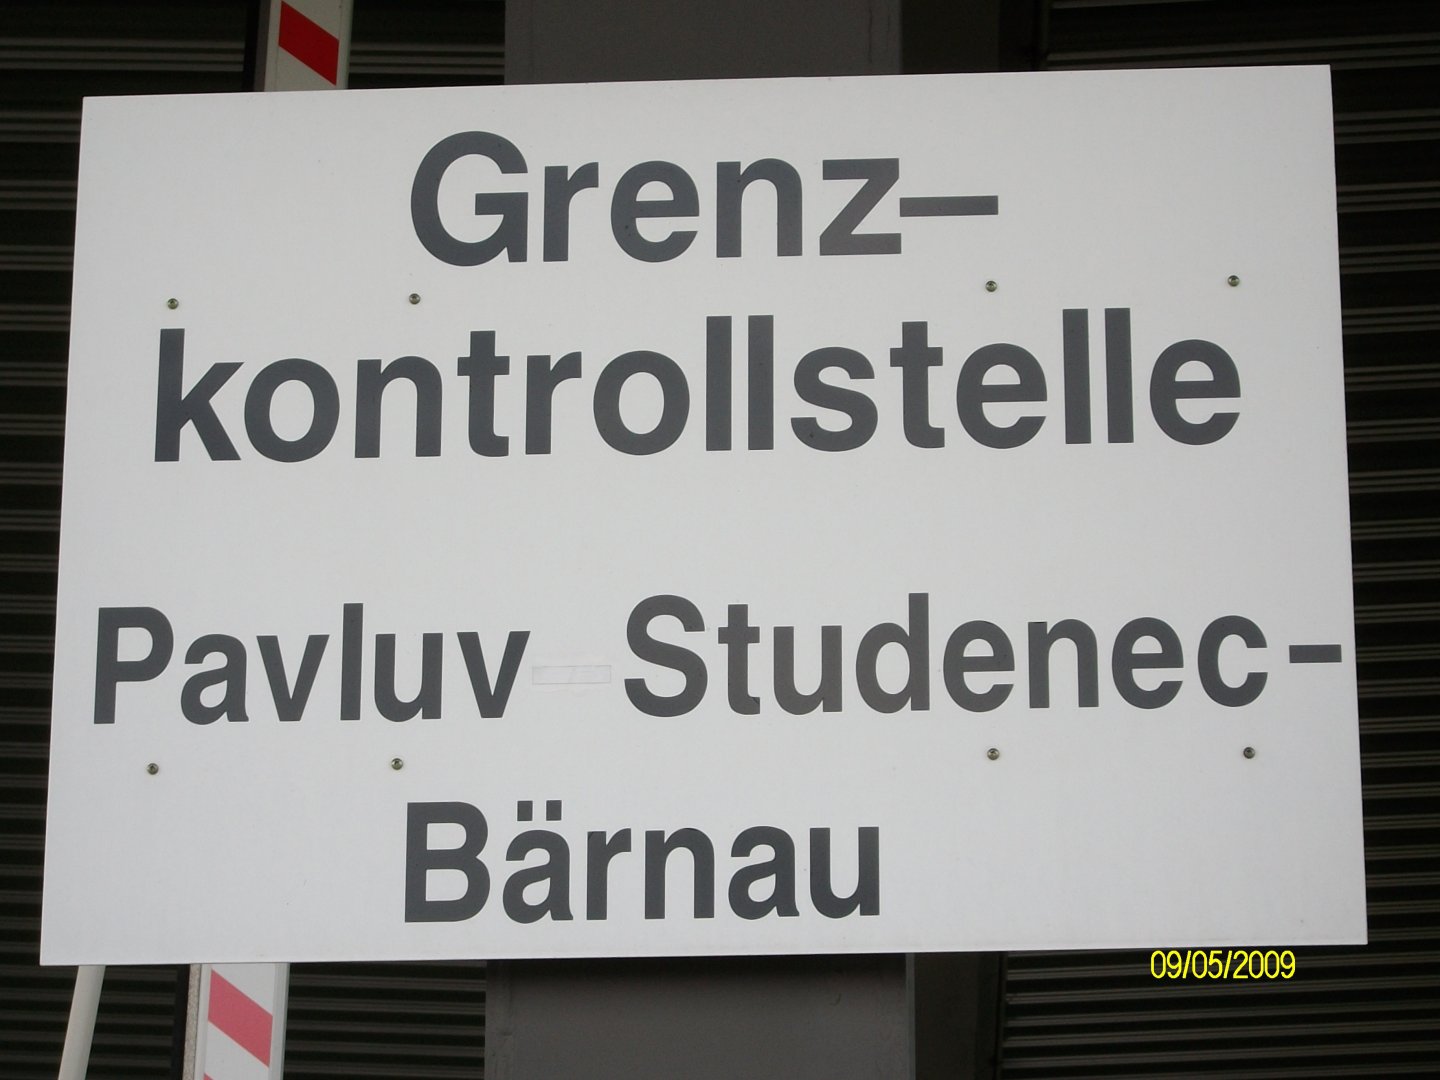 Grenz-
kontrollstelle
Pavluv Studenec-
Bärnau
09/05/2009